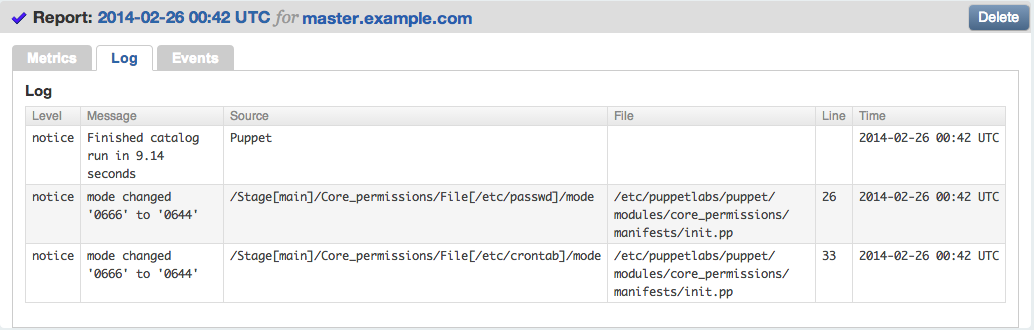 Report: 2014-02-26 00:42 UTC for master.example.com Delete
Metrics Log Events
Log
Level Message Source File Line Time
notice Finished catalog run in 9.14 seconds Puppet 2014-02-26 00:42 UTC
notice mode changed '0666' to '0644' /Stage[main]/Core_permissions/File[/etc/passwd]/mode /etc/puppetlabs/puppet/modules/core_permissions/manifests/init.pp 26 2014-02-26 00:42 UTC
notice mode changed '0666' to '0644' /Stage[main]/Core_permissions/File[/etc/crontab]/mode /etc/puppetlabs/puppet/modules/core_permissions/manifests/init.pp 33 2014-02-26 00:42 UTC